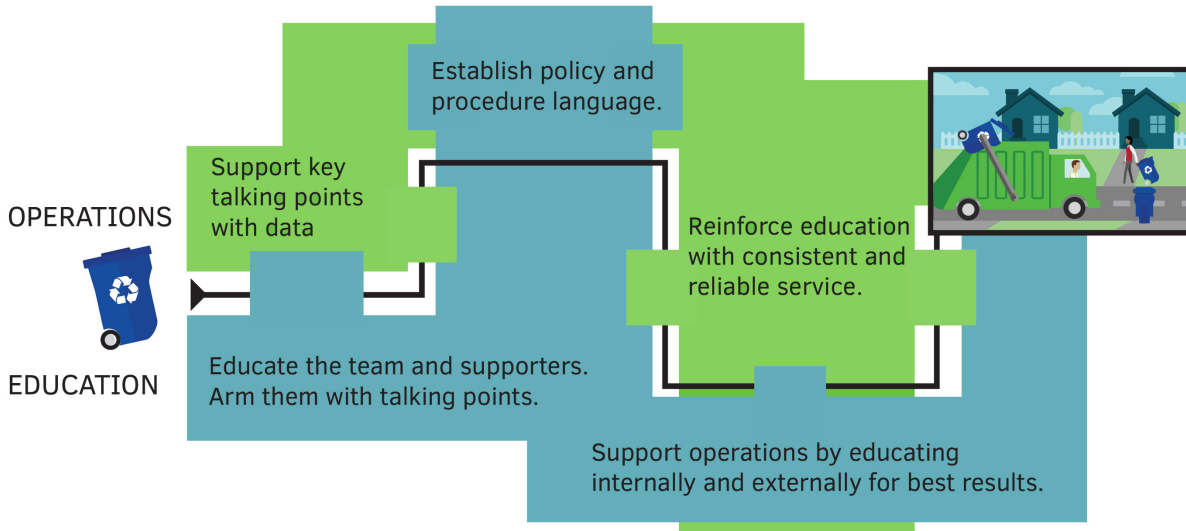 Establish policy and
procedure language.
Support key
talking points
with data
OPERATIONS
Reinforce education
with consistent and
reliable service.
EDUCATION
Educate the team and supporters.
Arm them with talking points.
Support operations by educating
internally and externally for best results.